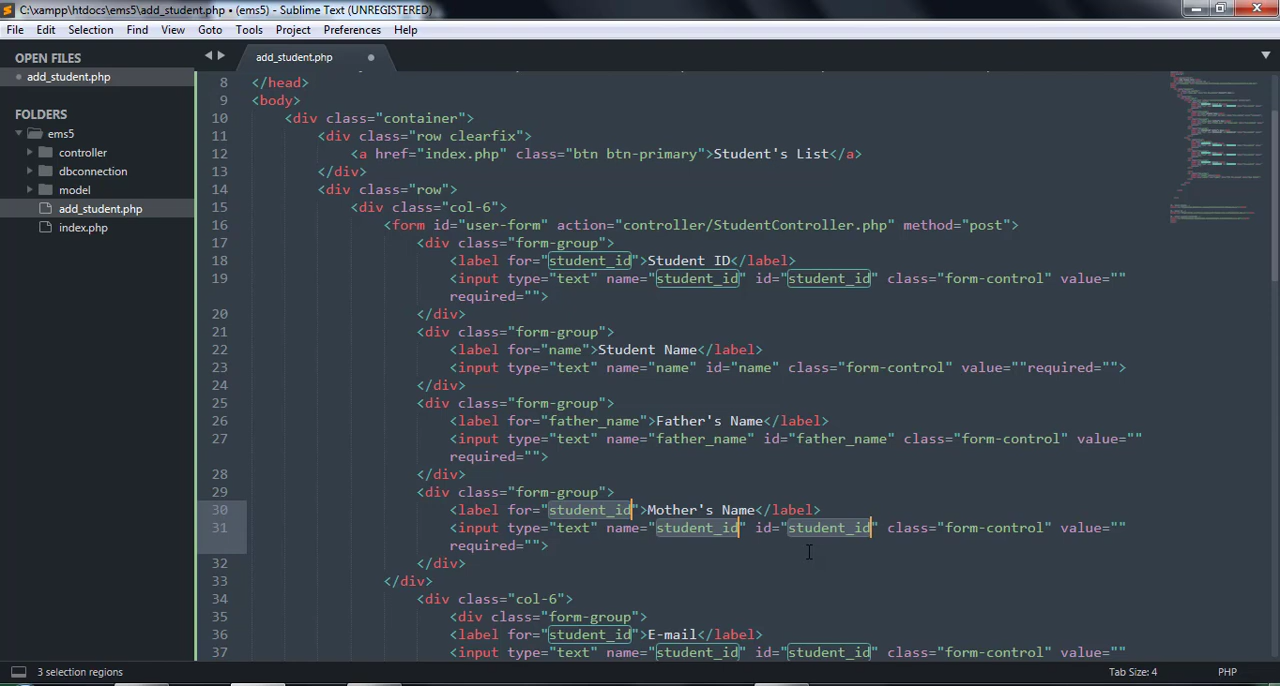 C:\xampp\htdocs\ems5\add_student.php • (ems5) - Sublime Text (UNREGISTERED)
File Edit Selection Find View Goto Tools Project Preferences Help
OPEN FILES
add_student.php
FOLDERS
ems5
controller
dbconnection
model
add_student.php
index.php
add_student.php
8 </head>
9 <body>
10 <div class="container">
11 <div class="row clearfix">
12 <a href="index.php" class="btn btn-primary">Student's List</a>
13 </div>
14 <div class="row">
15 <div class="col-6">
16 <form id="user-form" action="controller/StudentController.php" method="post">
17 <div class="form-group">
18 <label for="student_id">Student ID</label>
19 <input type="text" name="student_id" id="student_id" class="form-control" value=""
required="">
20 </div>
21 <div class="form-group">
22 <label for="name">Student Name</label>
23 <input type="text" name="name" id="name" class="form-control" value=""required="">
24 </div>
25 <div class="form-group">
26 <label for="father_name">Father's Name</label>
27 <input type="text" name="father_name" id="father_name" class="form-control" value=""
required="">
28 </div>
29 <div class="form-group">
30 <label for="student_id">Mother's Name</label>
31 <input type="text" name="student_id" id="student_id" class="form-control" value=""
required="">
32 </div>
33 </div>
34 <div class="col-6">
35 <div class="form-group">
36 <label for="student_id">E-mail</label>
37 <input type="text" name="student_id" id="student_id" class="form-control" value=""
3 selection regions
Tab Size: 4
PHP